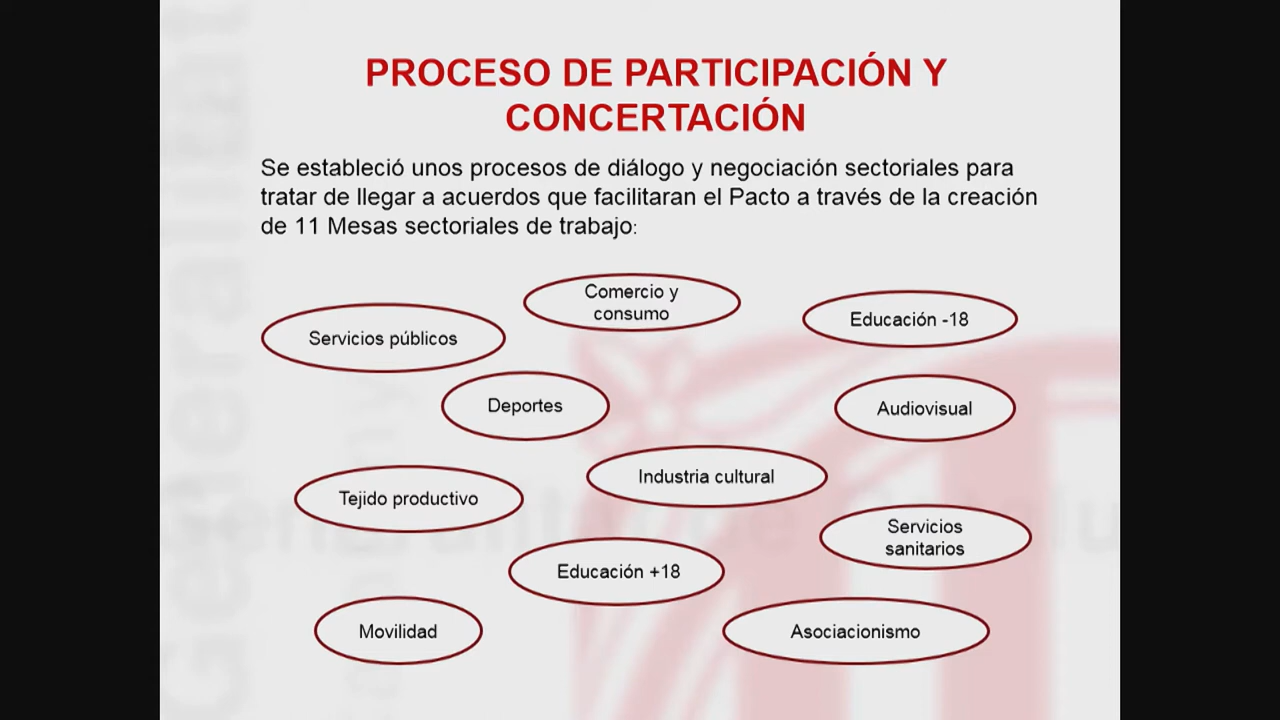 PROCESO DE PARTICIPACIÓN Y
CONCERTACIÓN
Se estableció unos procesos de diálogo y negociación sectoriales para
tratar de llegar a acuerdos que facilitaran el Pacto a través de la creación
de 11 Mesas sectoriales de trabajo:
Comercio y
consumo
Educación -18
Servicios públicos
Deportes
Audiovisual
Industria cultural
Tejido productivo
Servicios
sanitarios
Educación +18
Movilidad
Asociacionismo